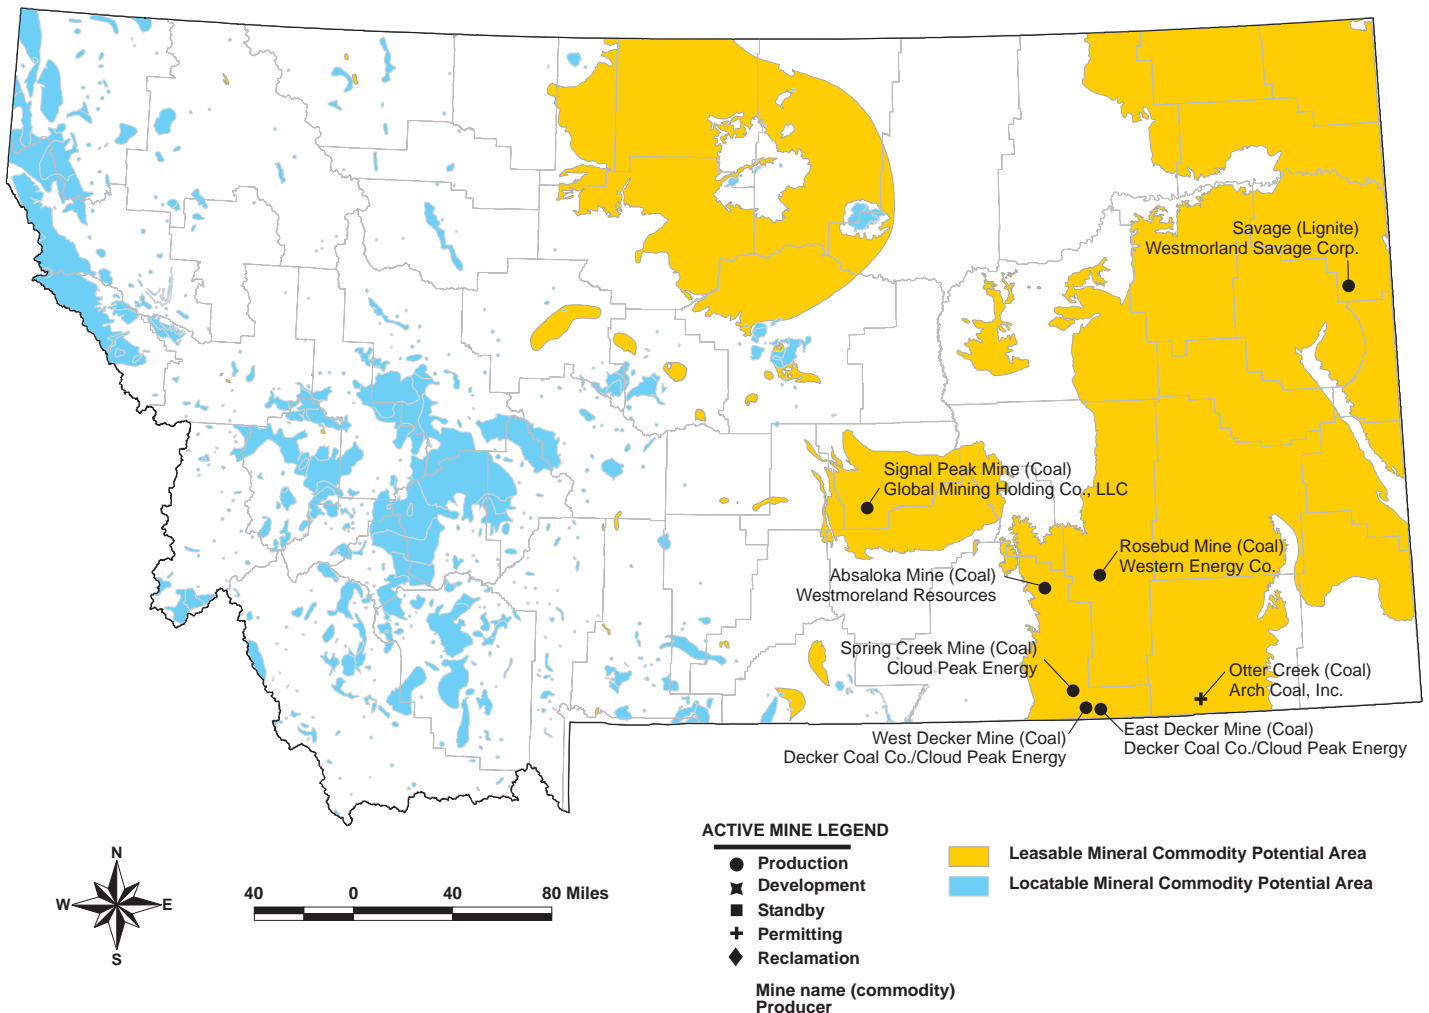 Savage (Lignite)
Westmorland Savage Corp.
Signal Peak Mine (Coal)
Global Mining Holding Co., LLC
Rosebud Mine (Coal)
Western Energy Co.
Absaloka Mine (Coal)
Westmoreland Resources
Spring Creek Mine (Coal)
Cloud Peak Energy
Otter Creek (Coal)
Arch Coal, Inc.
West Decker Mine (Coal)
Decker Coal Co./Cloud Peak Energy
East Decker Mine (Coal)
Decker Coal Co./Cloud Peak Energy
N
W
E
S
40 0 40 80 Miles
ACTIVE MINE LEGEND
Production
Development
Standby
Permitting
Reclamation
Mine name (commodity)
Producer
Leasable Mineral Commodity Potential Area
Locatable Mineral Commodity Potential Area